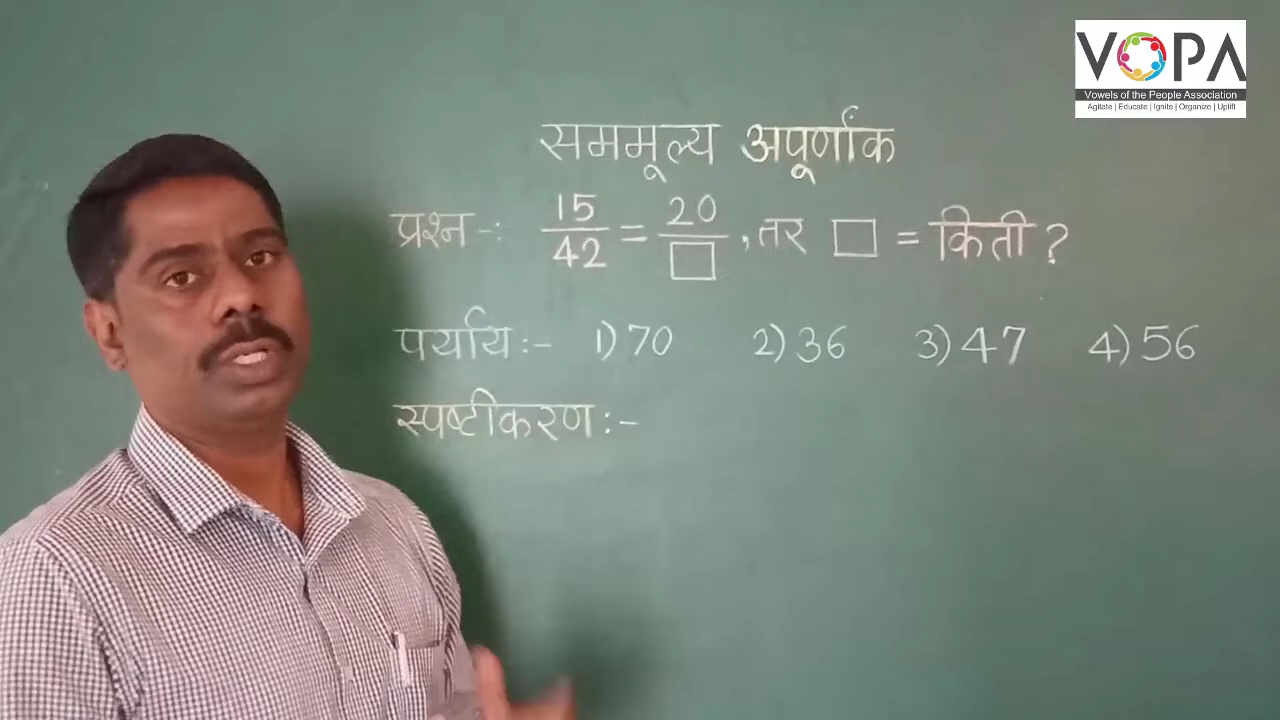 VOPA
Vowels of the People Association
Agitate | Educate | Ignite | Organize | Uplift
सममूल्य अपूर्णांक
प्रश्न -: 15/42 = 20/□ , तर □ = किती ?
पर्याय :- 1) 70 2) 36 3) 47 4) 56
स्पष्टीकरण :-